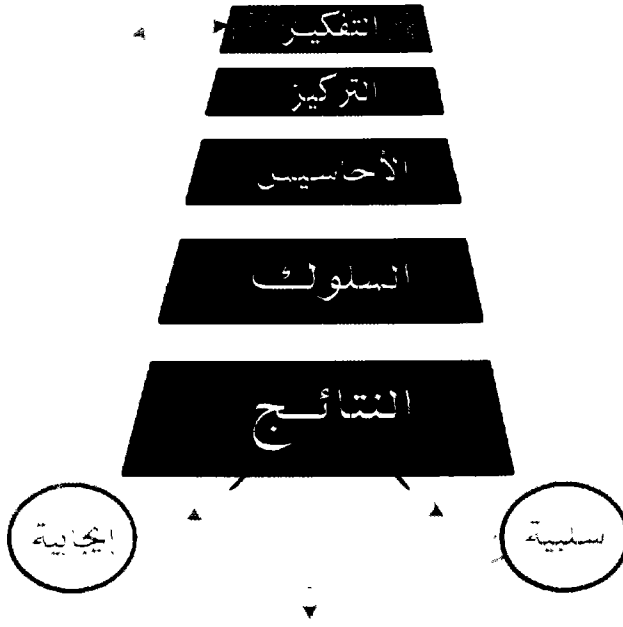 التفكير
التركيز
الأحاسيس
السلوك
النتائج
سلبية
إيجابية